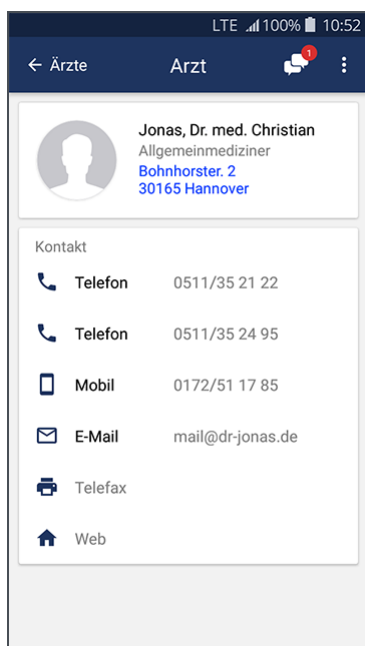 LTE 100% 10:52
← Ärzte Arzt 1
Jonas, Dr. med. Christian
Allgemeinmediziner
Bohnhorster. 2
30165 Hannover
Kontakt
Telefon 0511/35 21 22
Telefon 0511/35 24 95
Mobil 0172/51 17 85
E-Mail mail@dr-jonas.de
Telefax
Web